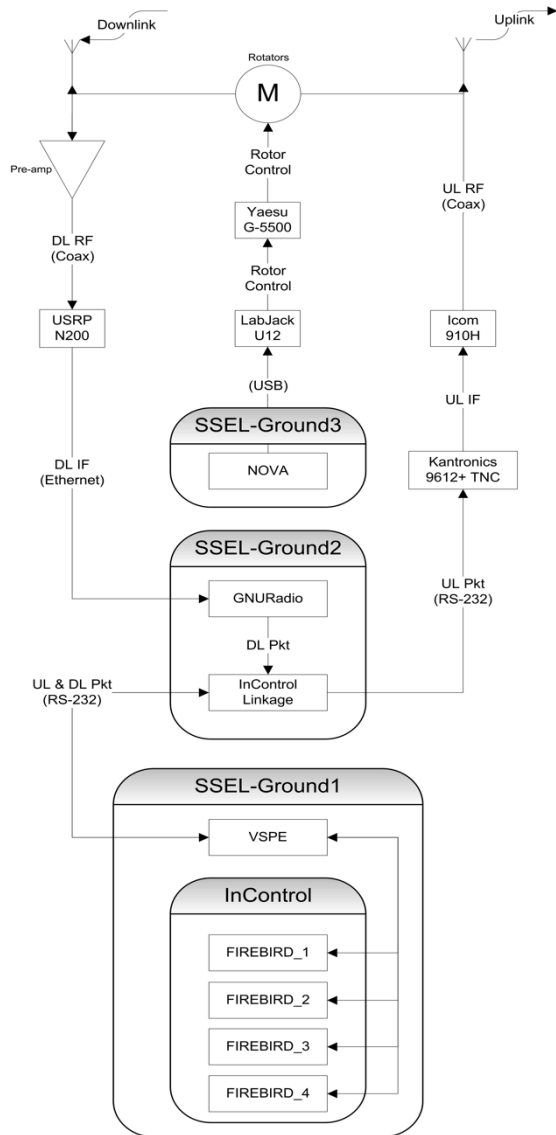 Downlink
Uplink
Rotators
M
Pre-amp
Rotor
Control
UL RF
(Coax)
Yaesu
G-5500
DL RF
(Coax)
Rotor
Control
USRP
N200
LabJack
U12
Icom
910H
(USB)
UL IF
SSEL-Ground3
NOVA
DL IF
(Ethernet)
Kantronics
9612+ TNC
SSEL-Ground2
GNURadio
UL Pkt
(RS-232)
DL Pkt
UL & DL Pkt
(RS-232)
InControl
Linkage
SSEL-Ground1
VSPE
InControl
FIREBIRD_1
FIREBIRD_2
FIREBIRD_3
FIREBIRD_4